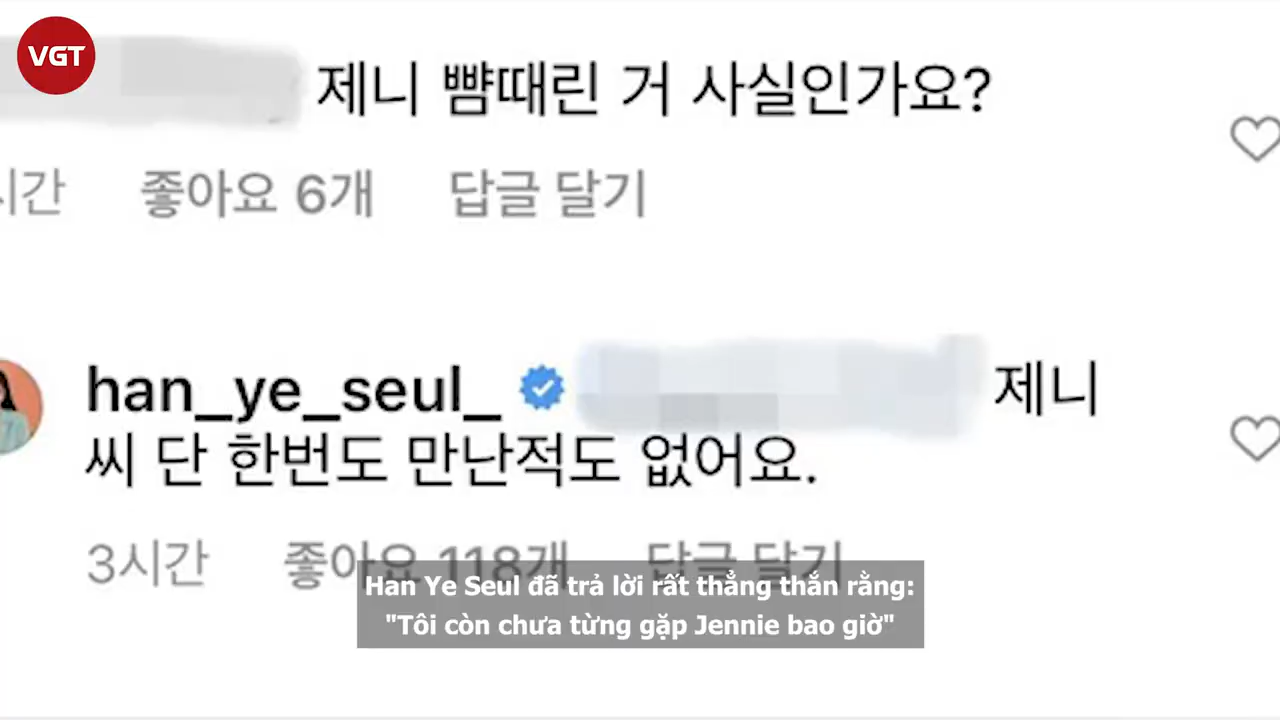 VGT
제니 뺨때린 거 사실인가요?
시간 좋아요 6개 답글 달기
han_ye_seul_ 제니
씨 단 한번도 만난적도 없어요.
3시간 좋아요 118개 답글 달기
Han Ye Seul đã trả lời rất thẳng thắn rằng:
"Tôi còn chưa từng gặp Jennie bao giờ"